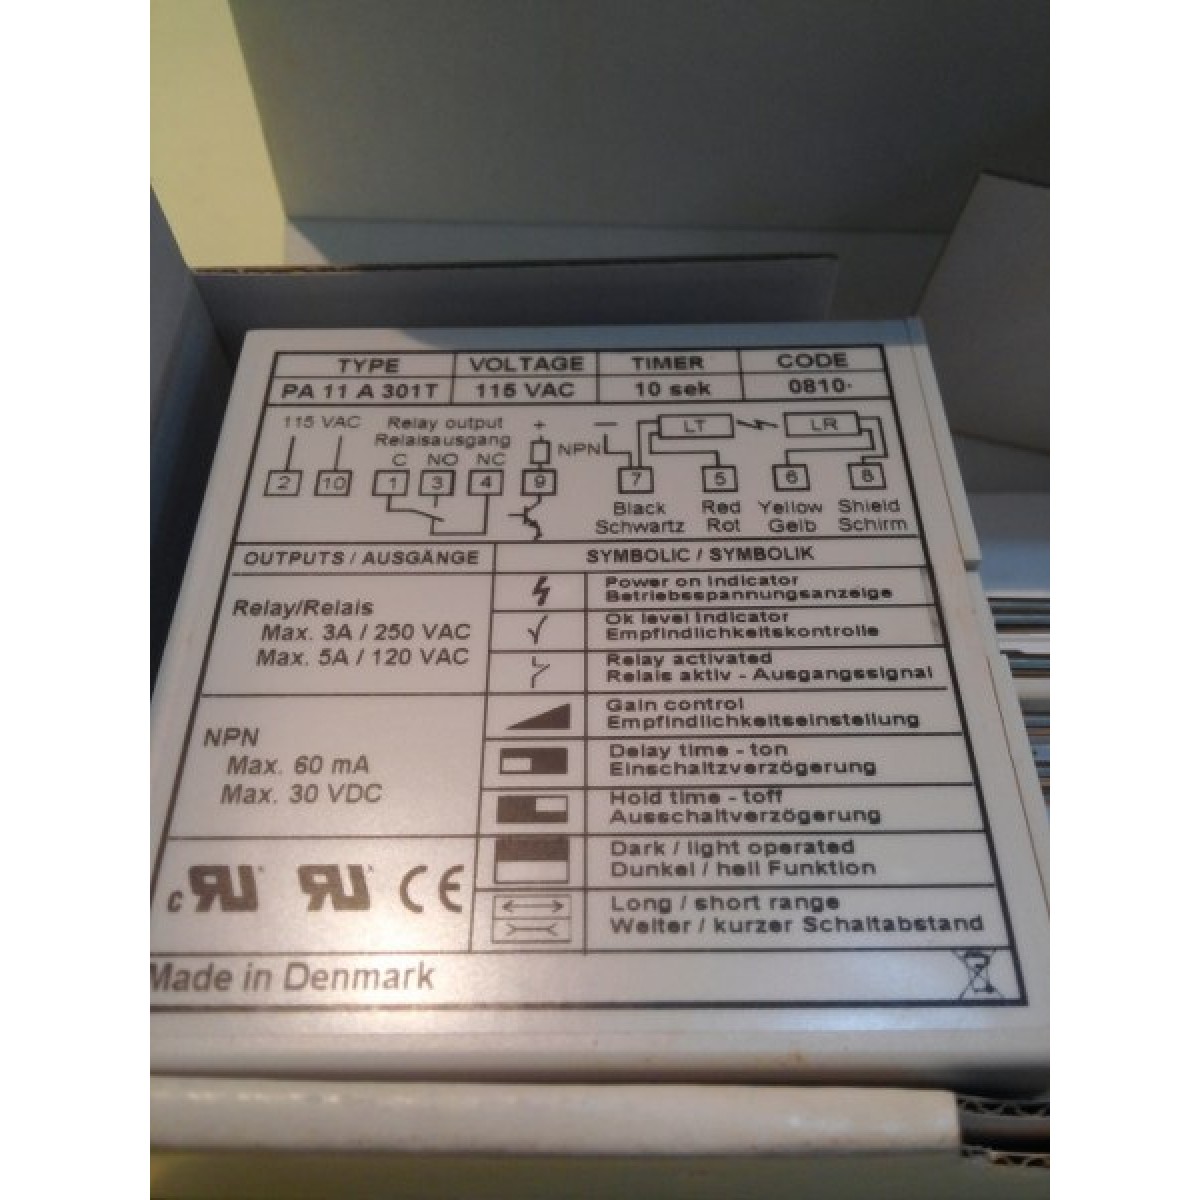 TYPE VOLTAGE TIMER CODE
PA 11 A 301T 115 VAC 10 sek 0810
115 VAC Relay output + — LT LR
Relaisausgang NPN
C NO NC
2 10 1 3 4 9 7 5 6 8
Black Red Yellow Shield
Schwartz Rot Gelb Schirm
OUTPUTS / AUSGÄNGE SYMBOLIC / SYMBOLIK
Relay/Relais
Max. 3A / 250 VAC
Max. 5A / 120 VAC
NPN
Max. 60 mA
Max. 30 VDC
Power on indicator
Betriebsspannungsanzeige
Ok level indicator
Empfindlichkeitskontrolle
Relay activated
Relais aktiv - Ausgangssignal
Gain control
Empfindlichkeitseinstellung
Delay time - ton
Einschaltzverzögerung
Hold time - toff
Ausschaltverzögerung
Dark / light operated
Dunkel / hell Funktion
Long / short range
Weiter / kurzer Schaltabstand
c RU RU CE
Made in Denmark